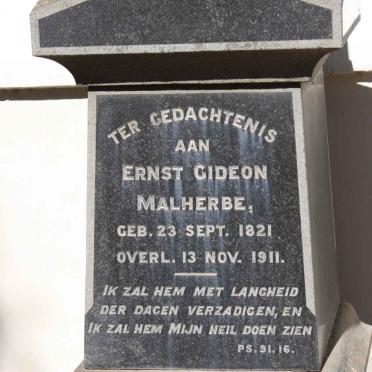 TER GEDACHTENIS
AAN
ERNST GIDEON
MALHERBE,
GEB. 23 SEPT. 1821
OVERL. 13 NOV. 1911.
IK ZAL HEM MET LANGHEID
DER DAGEN VERZADIGEN, EN
IK ZAL HEM MIJN HEIL DOEN ZIEN
PS. 91. 16.